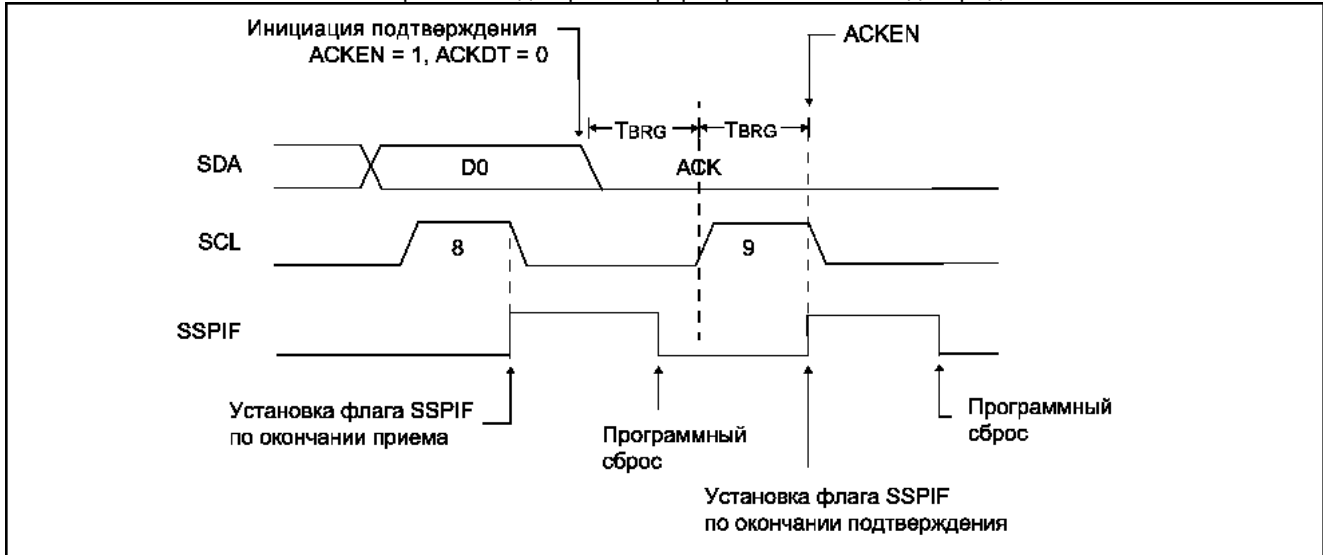 Инициация подтверждения
ACKEN = 1, ACKDT = 0
ACKEN
TBRG
TBRG
SDA
D0
ACK
SCL
8
9
SSPIF
Установка флага SSPIF
по окончании приема
Программный
сброс
Программный
сброс
Установка флага SSPIF
по окончании подтверждения